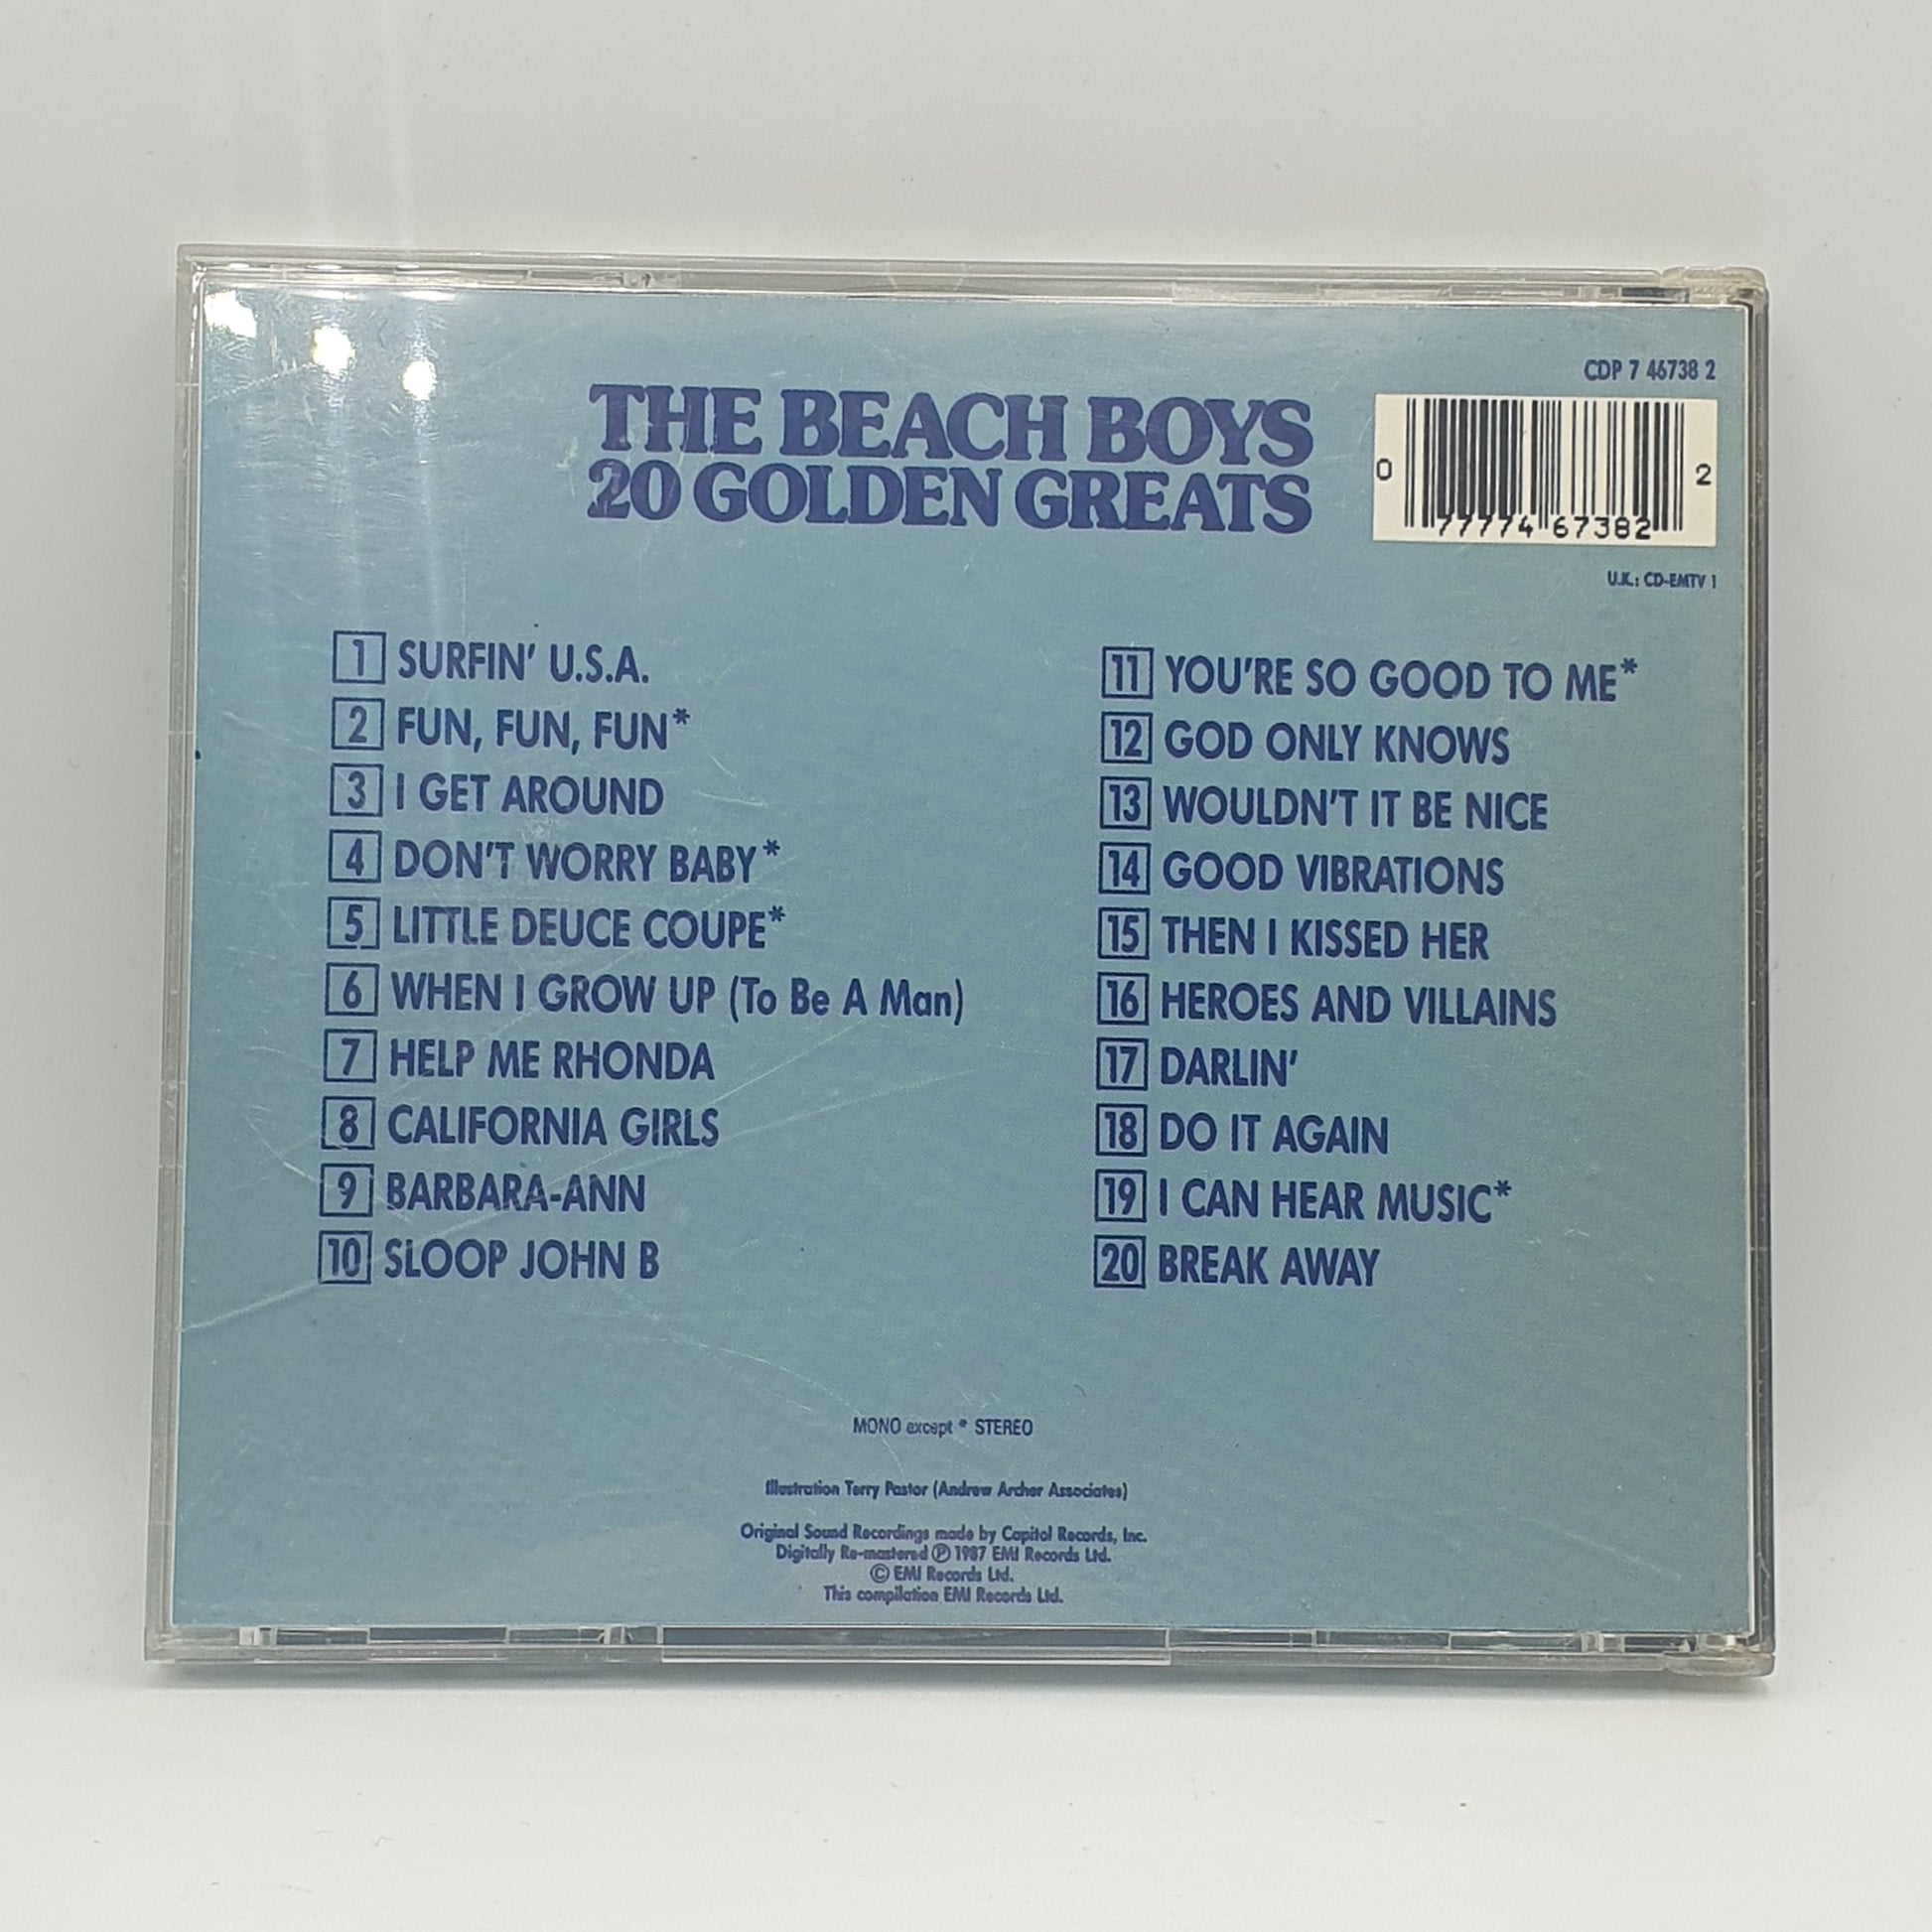 CDP 7 46738 2
THE BEACH BOYS
20 GOLDEN GREATS
0 77774 67382 2
U.K.: CD-EMTV 1
1 SURFIN' U.S.A.
2 FUN, FUN, FUN*
3 I GET AROUND
4 DON'T WORRY BABY*
5 LITTLE DEUCE COUPE*
6 WHEN I GROW UP (To Be A Man)
7 HELP ME RHONDA
8 CALIFORNIA GIRLS
9 BARBARA-ANN
10 SLOOP JOHN B
11 YOU'RE SO GOOD TO ME*
12 GOD ONLY KNOWS
13 WOULDN'T IT BE NICE
14 GOOD VIBRATIONS
15 THEN I KISSED HER
16 HEROES AND VILLAINS
17 DARLIN'
18 DO IT AGAIN
19 I CAN HEAR MUSIC*
20 BREAK AWAY
MONO except * STEREO
Illustration Terry Pastor (Andrew Archer Associates)
Original Sound Recordings made by Capitol Records, Inc.
Digitally Re-mastered Ⓟ 1987 EMI Records Ltd.
© EMI Records Ltd.
This compilation EMI Records Ltd.